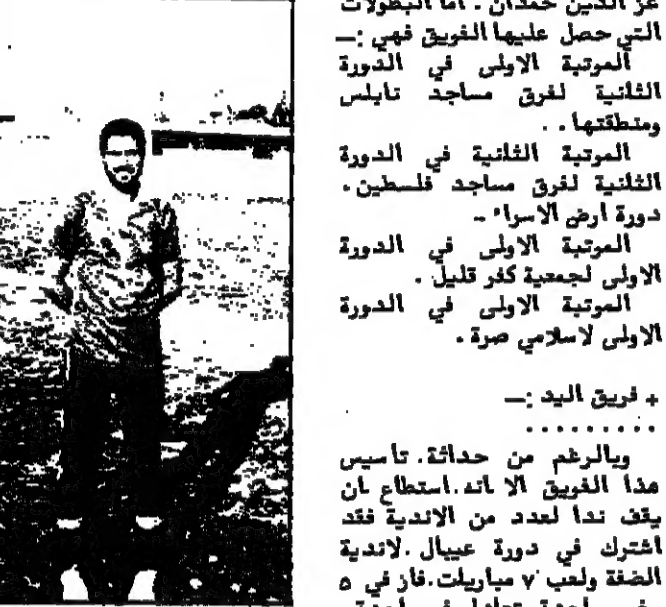 عز الدين حمدان . اما البطولات
التي حصل عليها الفريق فهي :—
المرتبة الاولى في الدورة
الثانية لفرق مساجد نابلس
ومنطقتها . .
المرتبة الثانية في الدورة
الثانية لفرق مساجد فلسطين .
دورة ارض الاسراء -
المرتبة الاولى في الدورة
الاولى لجمعية كفر قليل .
المرتبة الاولى في الدورة
الاولى لاسلامي صرة .
+ فريق اليد :—
. . . . . . . . .
وبالرغم من حداثة . تأسيس
هذا الفريق الا انه . استطاع ان
يقف ندا لعدد من الاندية فقد
اشترك في دورة عيبال . لاندية
الضفة ولعب ٧ مباريات . فاز في ٥